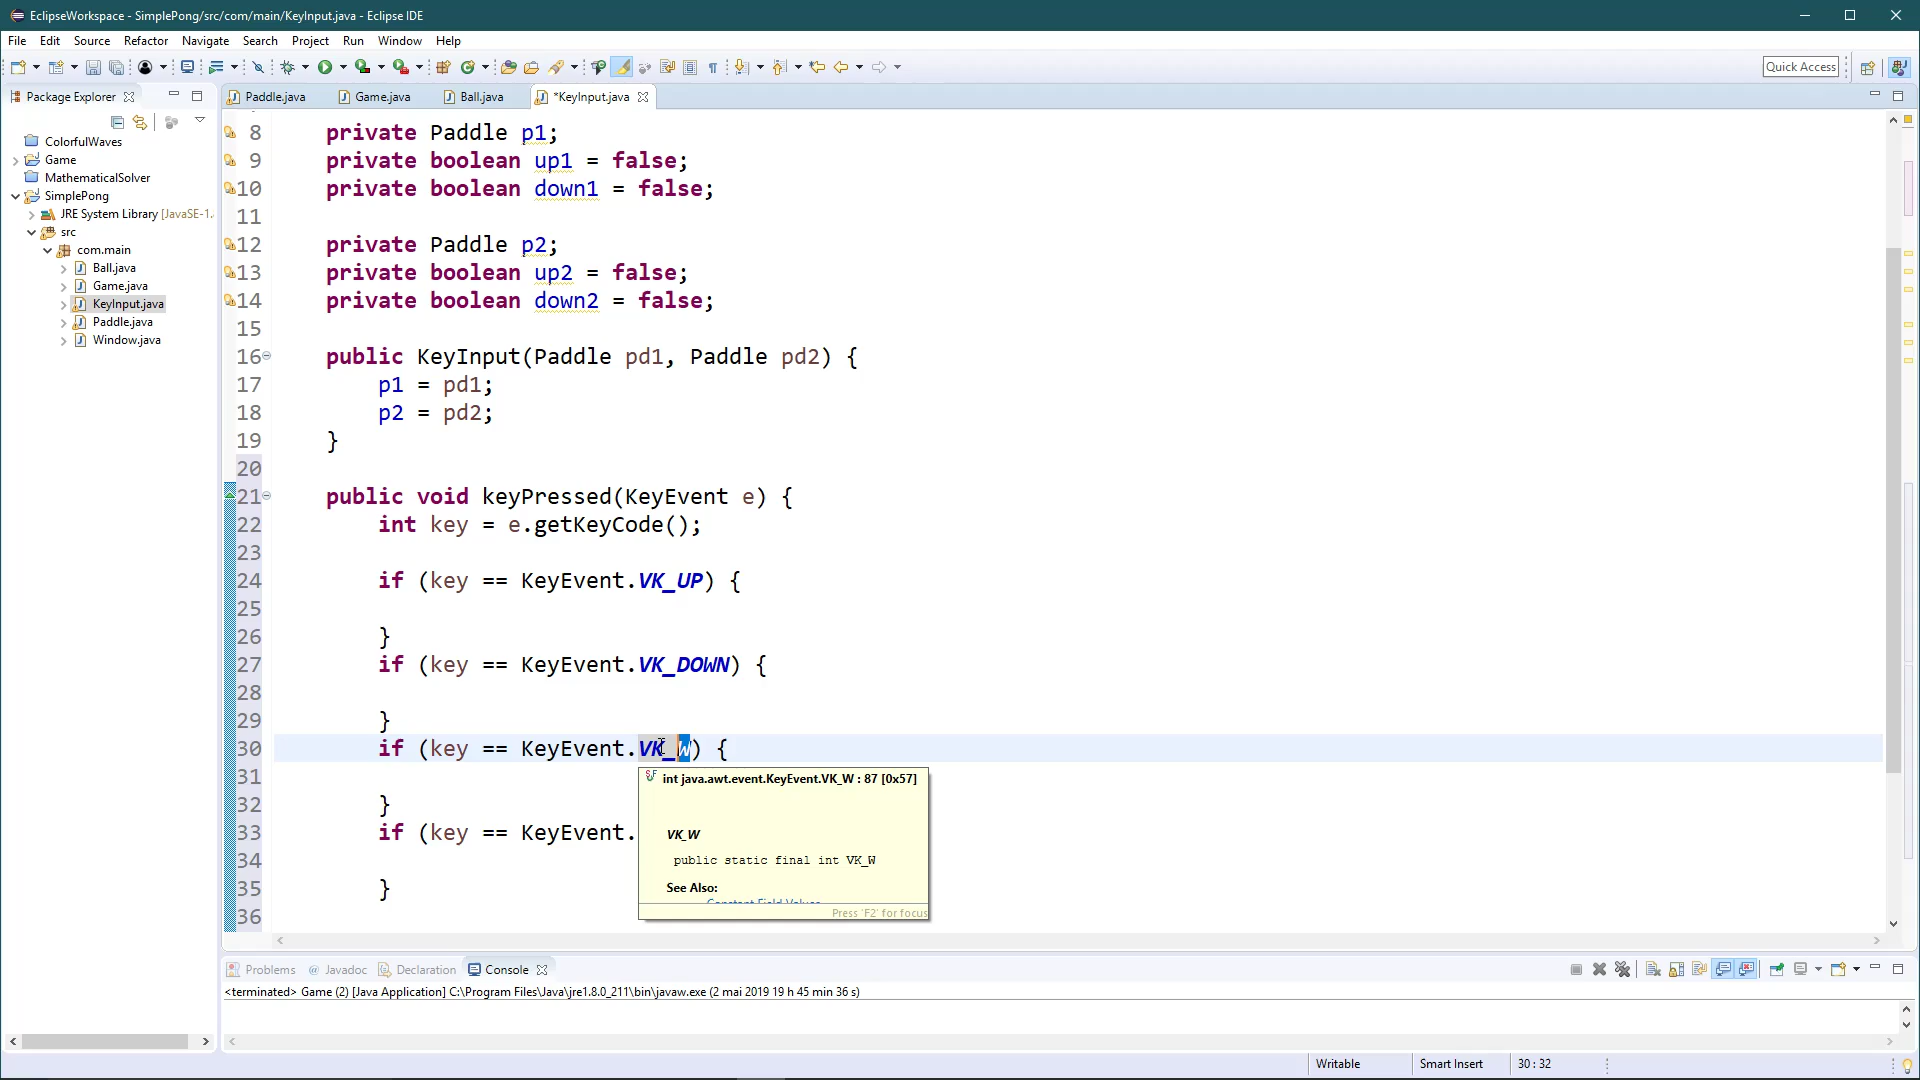 EclipseWorkspace - SimplePong/src/com/main/KeyInput.java - Eclipse IDE
File Edit Source Refactor Navigate Search Project Run Window Help
Quick Access
Package Explorer
Paddle.java Game.java Ball.java *KeyInput.java
ColorfulWaves
Game
MathematicalSolver
SimplePong
JRE System Library [JavaSE-1.
src
com.main
Ball.java
Game.java
KeyInput.java
Paddle.java
Window.java
8 private Paddle p1;
9 private boolean up1 = false;
10 private boolean down1 = false;
11
12 private Paddle p2;
13 private boolean up2 = false;
14 private boolean down2 = false;
15
16 public KeyInput(Paddle pd1, Paddle pd2) {
17 p1 = pd1;
18 p2 = pd2;
19 }
20
21 public void keyPressed(KeyEvent e) {
22 int key = e.getKeyCode();
23
24 if (key == KeyEvent.VK_UP) {
25
26 }
27 if (key == KeyEvent.VK_DOWN) {
28
29 }
30 if (key == KeyEvent.VK_W) {
31
32 }
33 if (key == KeyEvent.
34
35 }
36
int java.awt.event.KeyEvent.VK_W : 87 [0x57]
VK_W
public static final int VK_W
See Also:
Constant Field Values
Press 'F2' for focus
Problems Javadoc Declaration Console
<terminated> Game (2) [Java Application] C:\Program Files\Java\jre1.8.0_211\bin\javaw.exe (2 mai 2019 19 h 45 min 36 s)
Writable Smart Insert 30 : 32